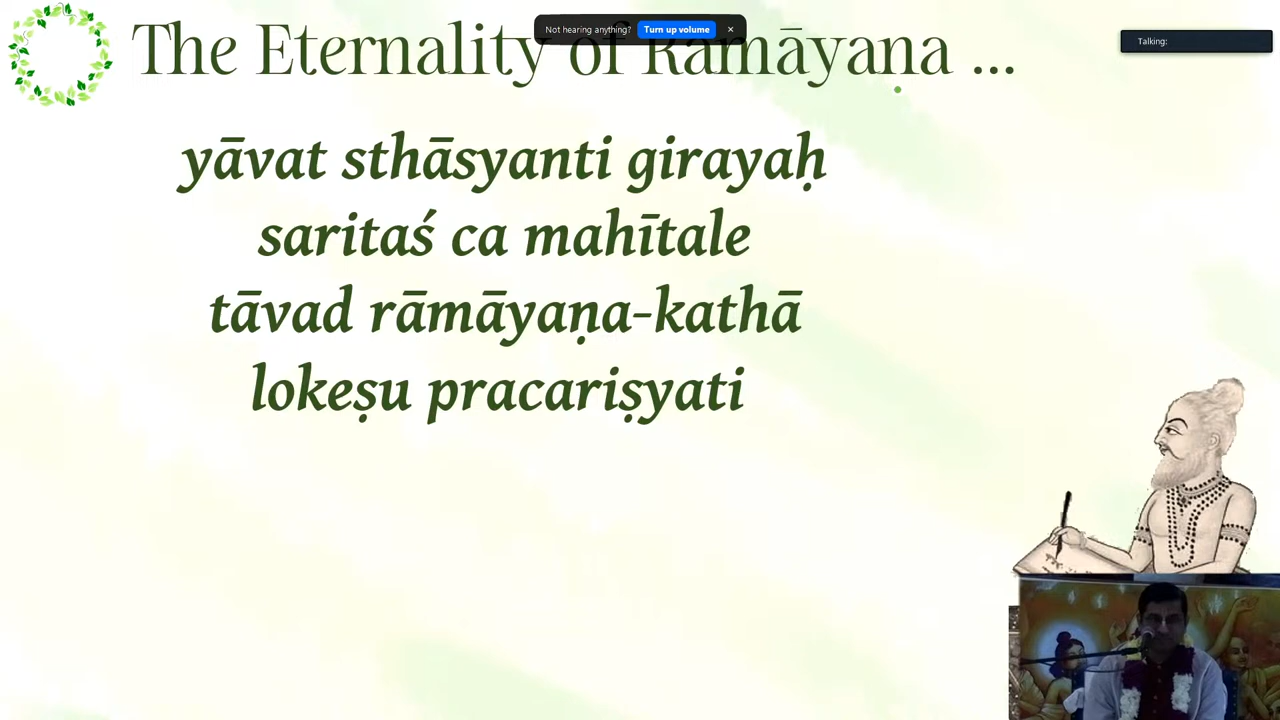 Not hearing anything? Turn up volume ×
Talking:
The Eternality of Rāmāyaṇa ...
yāvat sthāsyanti girayaḥ
saritaś ca mahītale
tāvad rāmāyaṇa-kathā
lokeṣu pracariṣyati